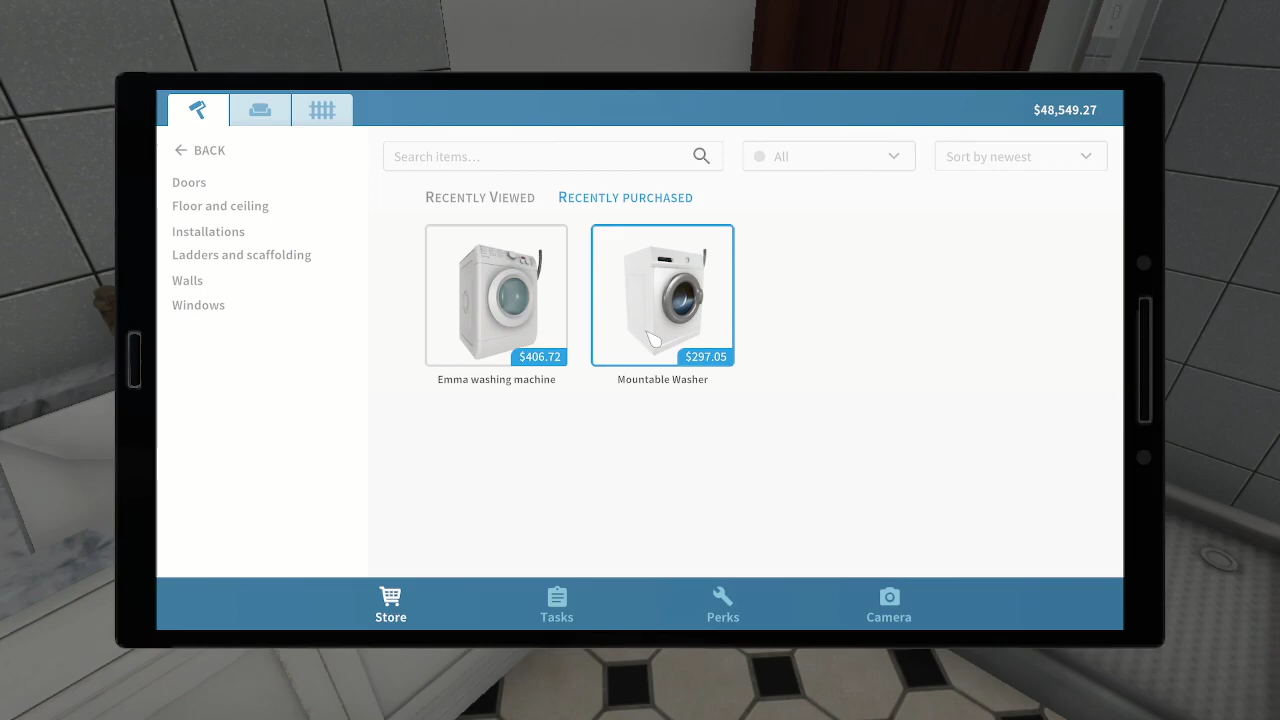 $48,549.27
BACK
Doors
Floor and ceiling
Installations
Ladders and scaffolding
Walls
Windows
Search items...
All
Sort by newest
RECENTLY VIEWED
RECENTLY PURCHASED
$406.72
Emma washing machine
$297.05
Mountable Washer
Store
Tasks
Perks
Camera